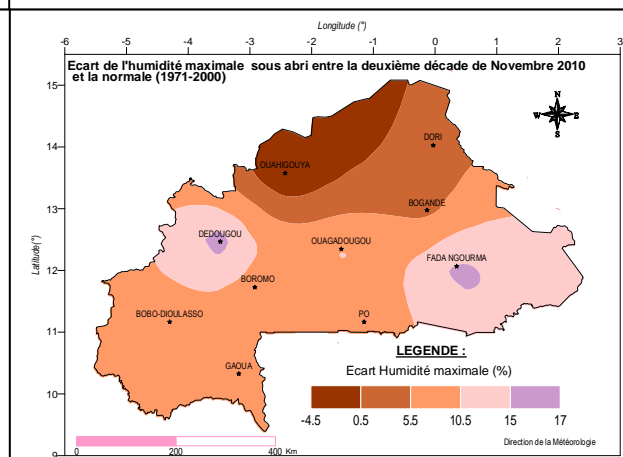 Longitude (°)
-6 -5 -4 -3 -2 -1 0 1 2 3
Ecart de l'humidité maximale sous abri entre la deuxième décade de Novembre 2010
et la normale (1971-2000)
15
N
W E
S
14
DORI
OUAHIGOUYA
13
BOGANDE
DEDOUGOU
OUAGADOUGOU
FADA NGOURMA
Latitude(°)
12
BOROMO
BOBO-DIOULASSO
PO
11
LEGENDE :
GAOUA
Ecart Humidité maximale (%)
10
-4.5 0.5 5.5 10.5 15 17
Direction de la Météorologie
0 200 400 Km
9